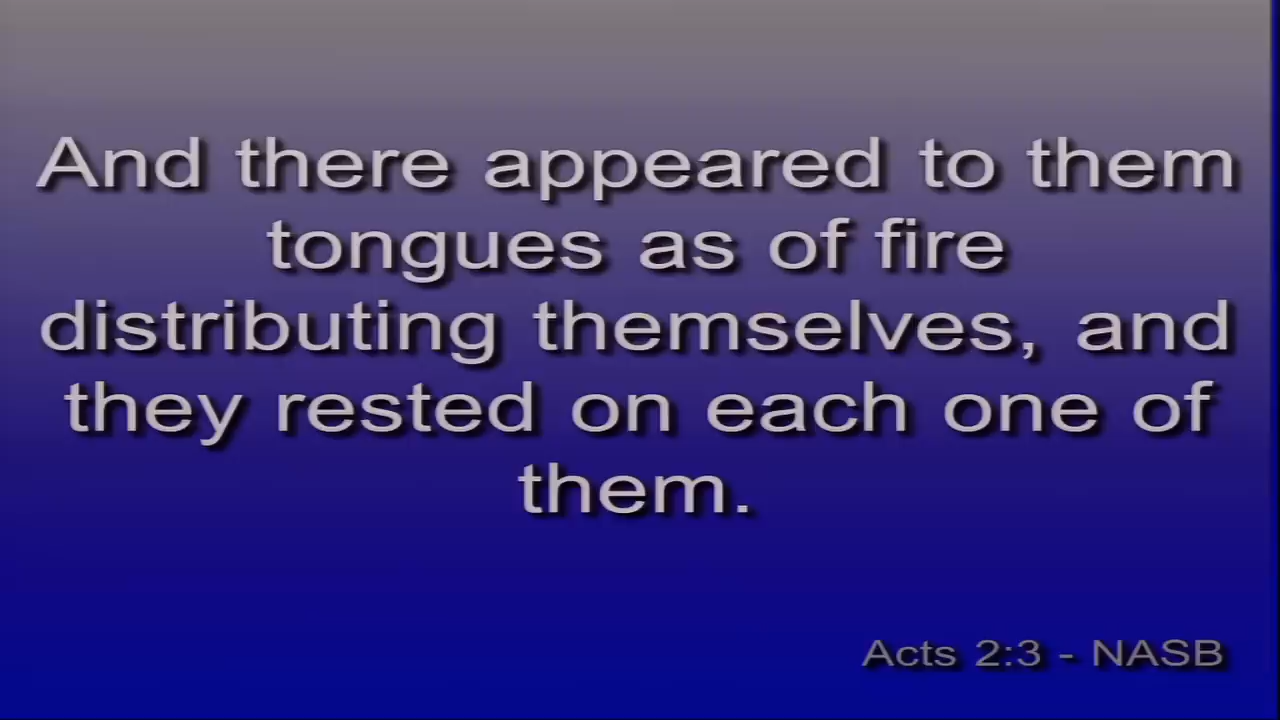 And there appeared to them
tongues as of fire
distributing themselves, and
they rested on each one of
them.
Acts 2:3 - NASB